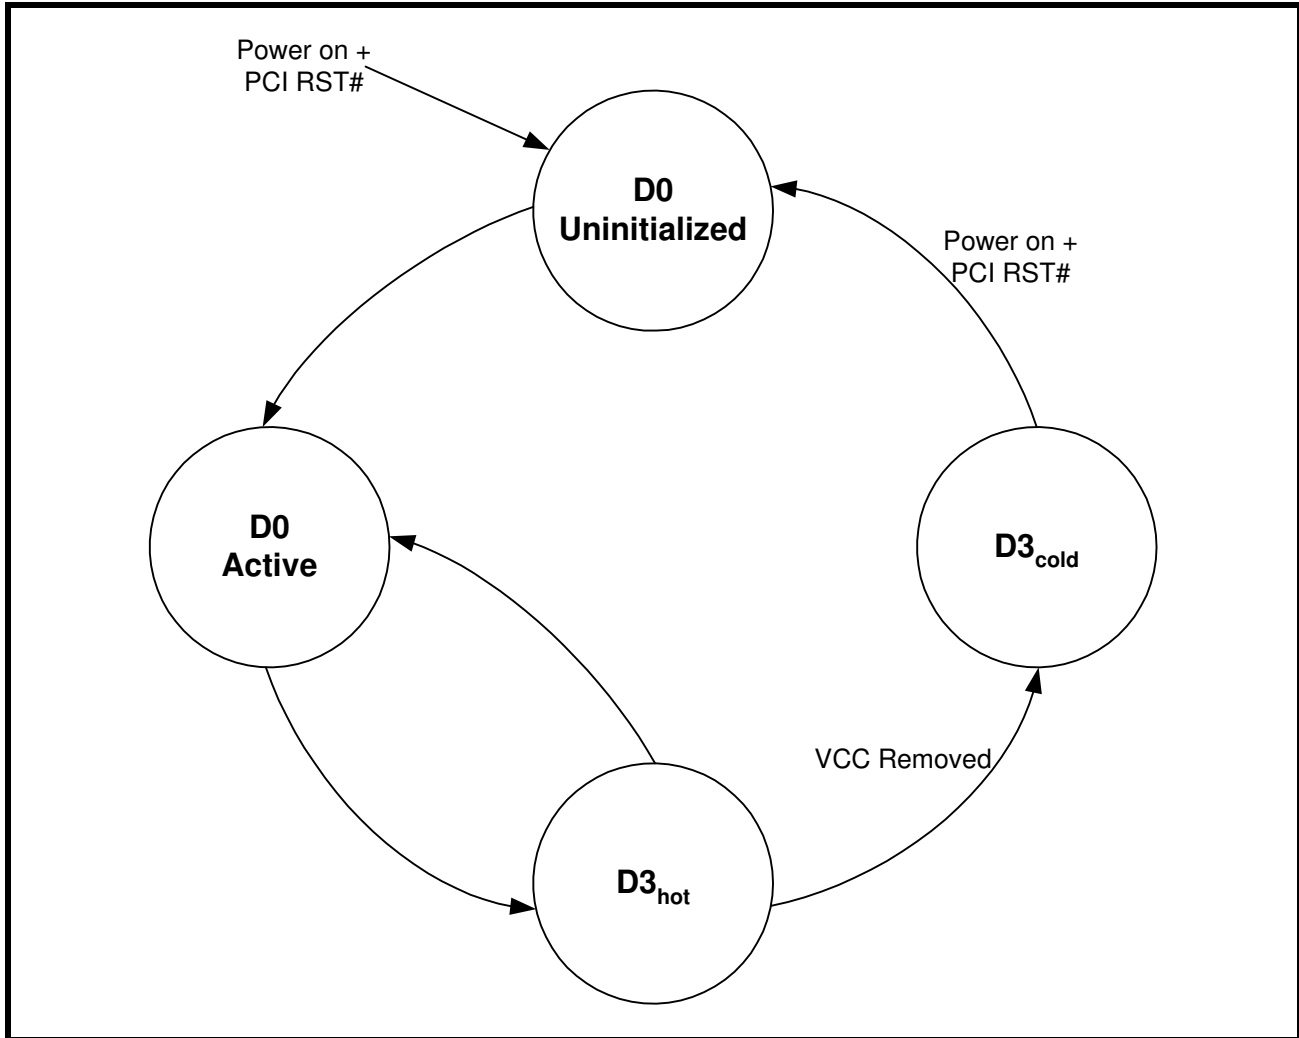 Power on +
PCI RST#
D0
Uninitialized
Power on +
PCI RST#
D0
Active
D3cold
VCC Removed
D3hot